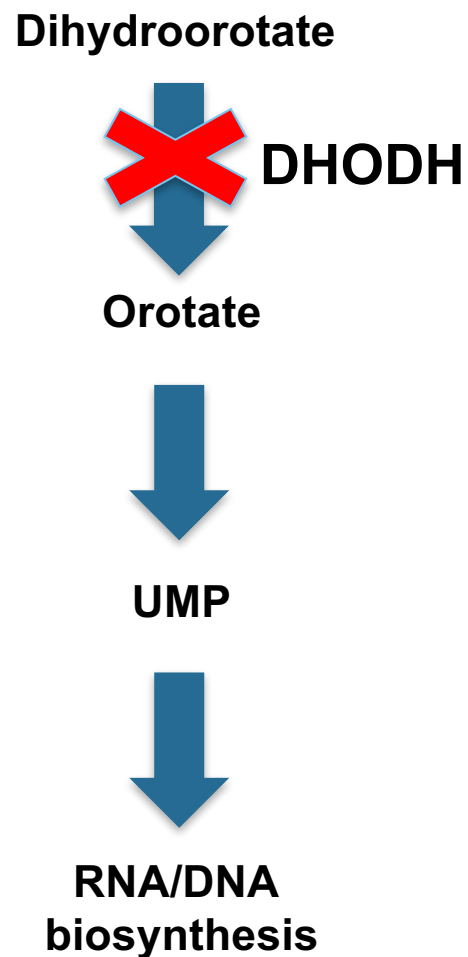 Dihydroorotate
DHODH
Orotate
UMP
RNA/DNA
biosynthesis